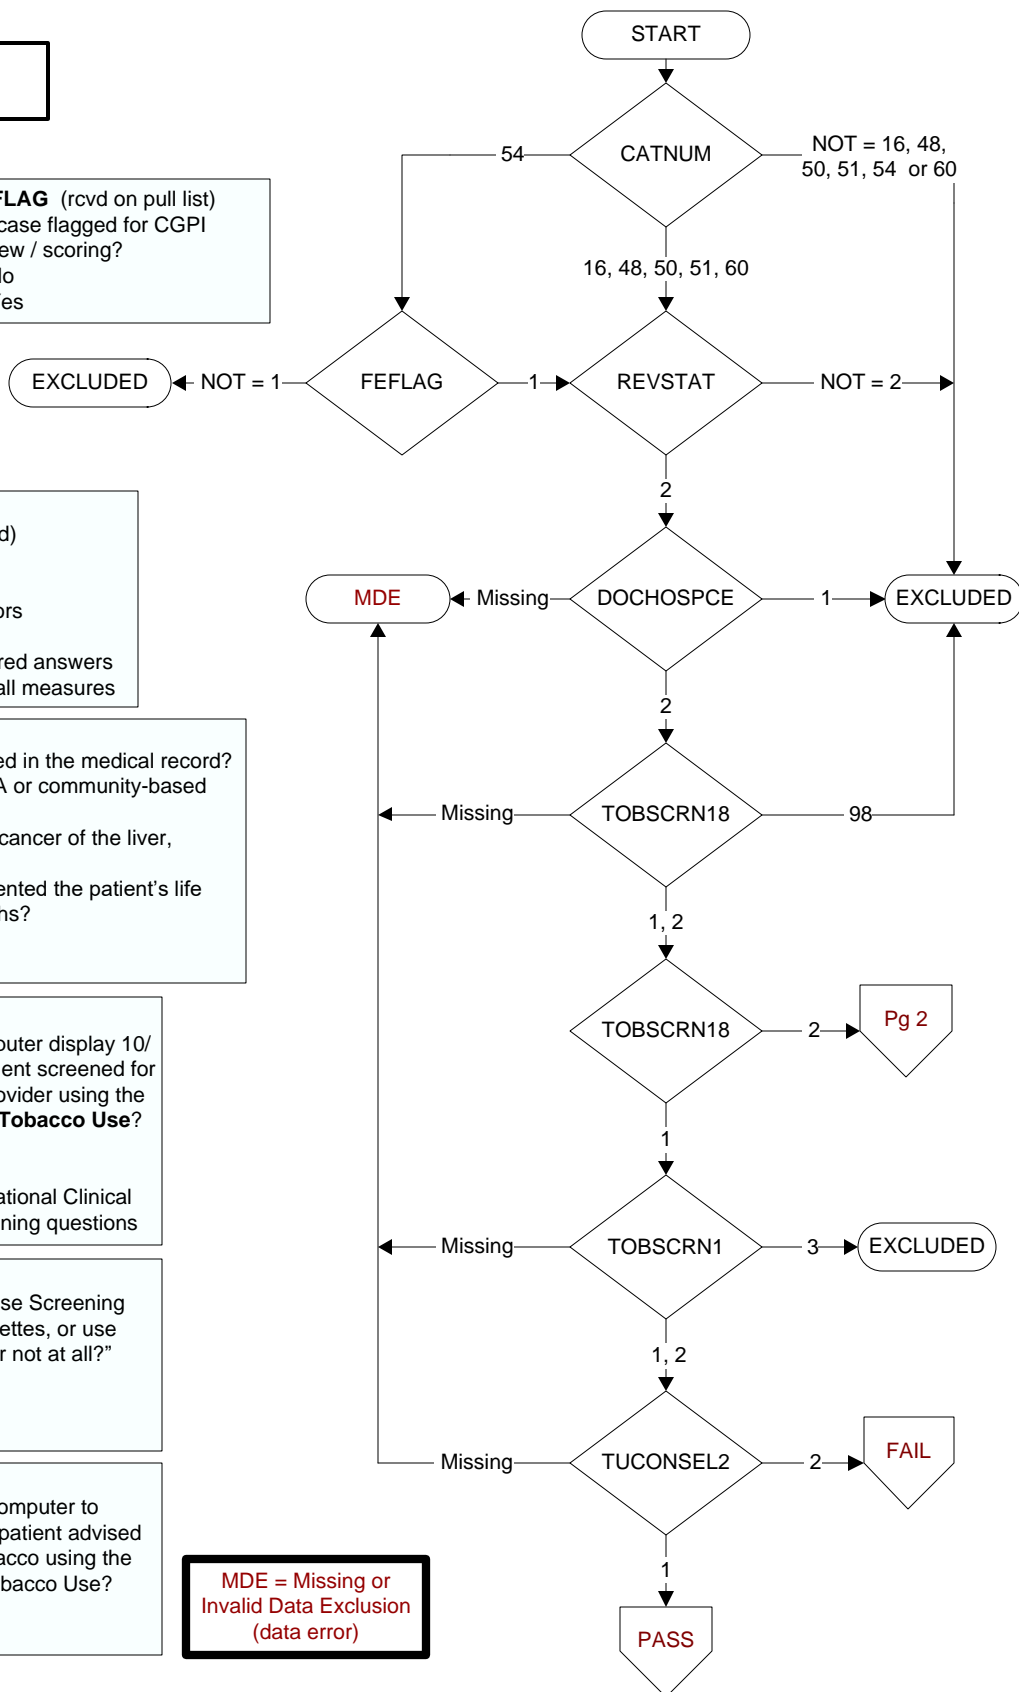 START
CATNUM
54
NOT = 16, 48,
50, 51, 54 or 60
16, 48, 50, 51, 60
FLAG (rcvd on pull list)
case flagged for CGPI
ew / scoring?
lo
es
EXCLUDED
NOT = 1
FEFLAG
1
REVSTAT
NOT = 2
2
d)
ors
red answers
all measures
MDE
Missing
DOCHOSPCE
1
EXCLUDED
2
ed in the medical record?
A or community-based
cancer of the liver,
ented the patient's life
hs?
Missing
TOBSCRN18
98
1, 2
TOBSCRN18
2
Pg 2
1
outer display 10/
ent screened for
ovider using the
Tobacco Use?
ational Clinical
ning questions
Missing
TOBSCRN1
3
EXCLUDED
1, 2
se Screening
ettes, or use
r not at all?"
Missing
TUCONSEL2
2
FAIL
1
omputer to
patient advised
acco using the
bacco Use?
MDE = Missing or
Invalid Data Exclusion
(data error)
PASS